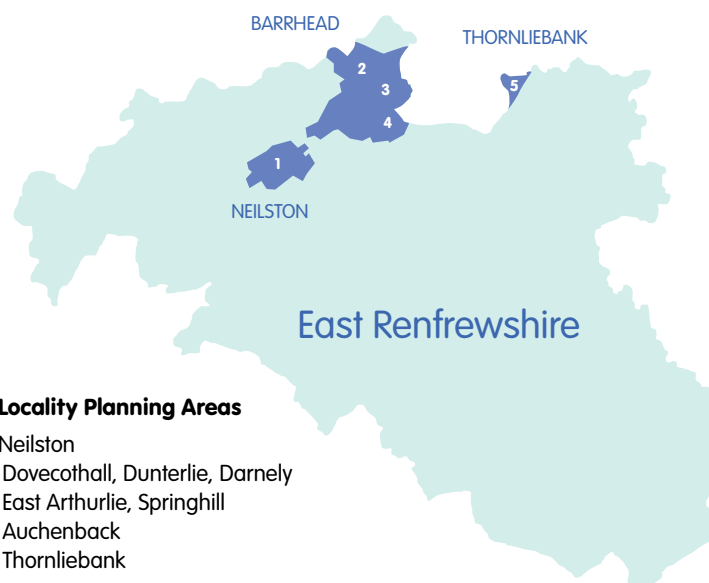 BARRHEAD
THORNLIEBANK
2
5
3
4
1
NEILSTON
East Renfrewshire
Locality Planning Areas
Neilston
Dovecothall, Dunterlie, Darnely
East Arthurlie, Springhill
Auchenback
Thornliebank